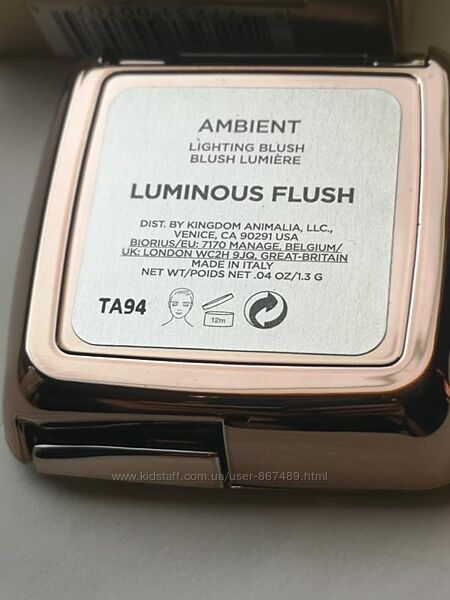 AMBIENT
LIGHTING BLUSH
BLUSH LUMIÈRE
LUMINOUS FLUSH
DIST. BY KINGDOM ANIMALIA, LLC.,
VENICE, CA 90291 USA
BIORIUS/EU: 7170 MANAGE, BELGIUM/
UK: LONDON WC2H 9JQ, GREAT-BRITAIN
MADE IN ITALY
NET WT/POIDS NET .04 OZ/1.3 G
TA94
12m
www.kidstaff.com.ua/user-867489.html